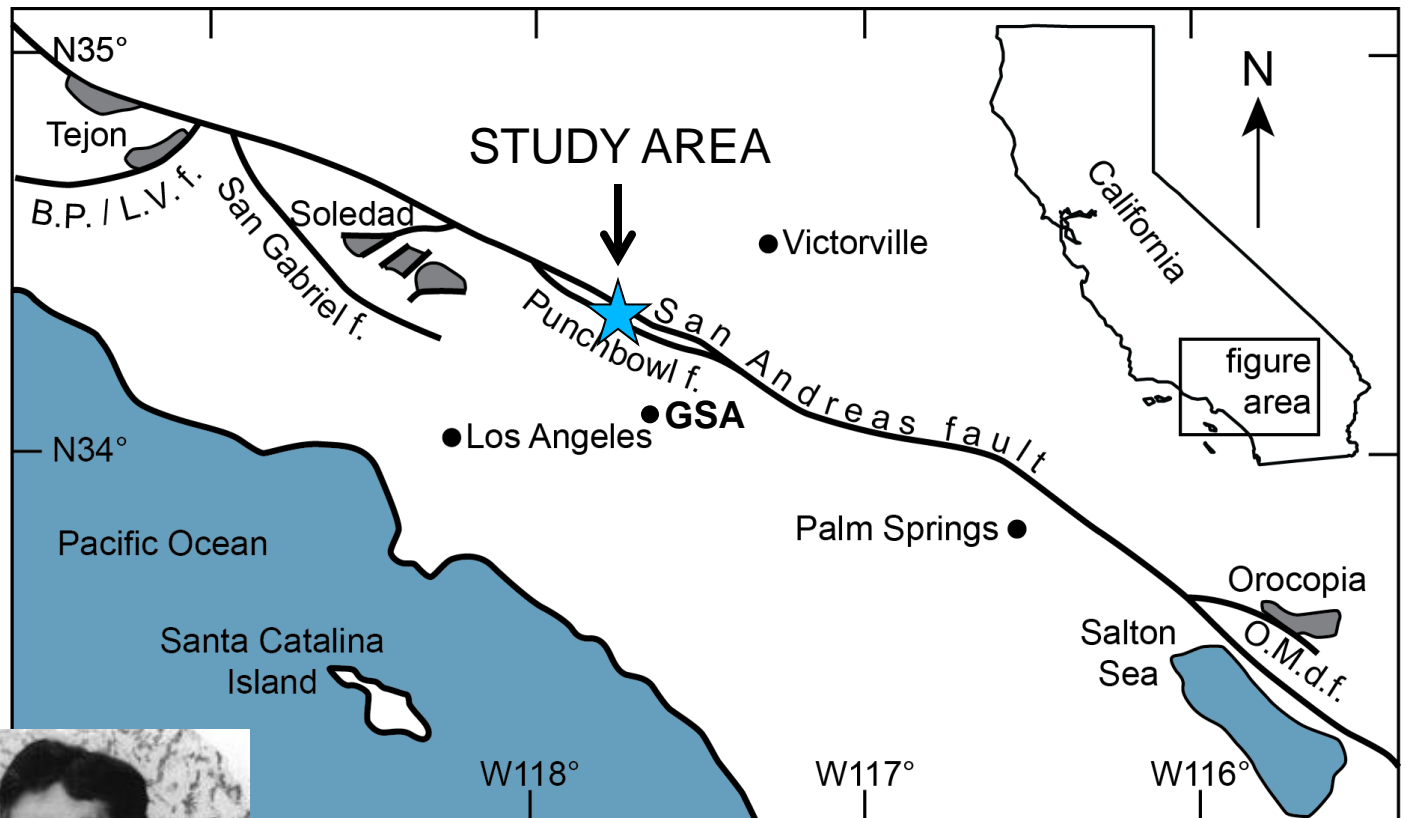 N35°
Tejon
B.P. / L.V. f.
San Gabriel f.
Soledad
STUDY AREA
Victorville
Punchbowl f.
San Andreas fault
GSA
Los Angeles
N34°
Pacific Ocean
Palm Springs
Santa Catalina
Island
Orocopia
Salton
Sea
O.M.d.f.
W118°
W117°
W116°
N
California
figure
area